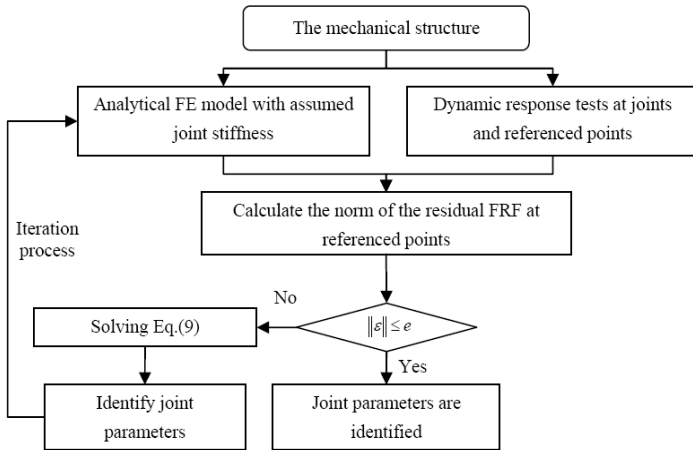 The mechanical structure
Analytical FE model with assumed
joint stiffness
Dynamic response tests at joints
and referenced points
Calculate the norm of the residual FRF at
referenced points
Iteration
process
No
‖ε‖ ≤ e
Solving Eq.(9)
Yes
Identify joint
parameters
Joint parameters are
identified